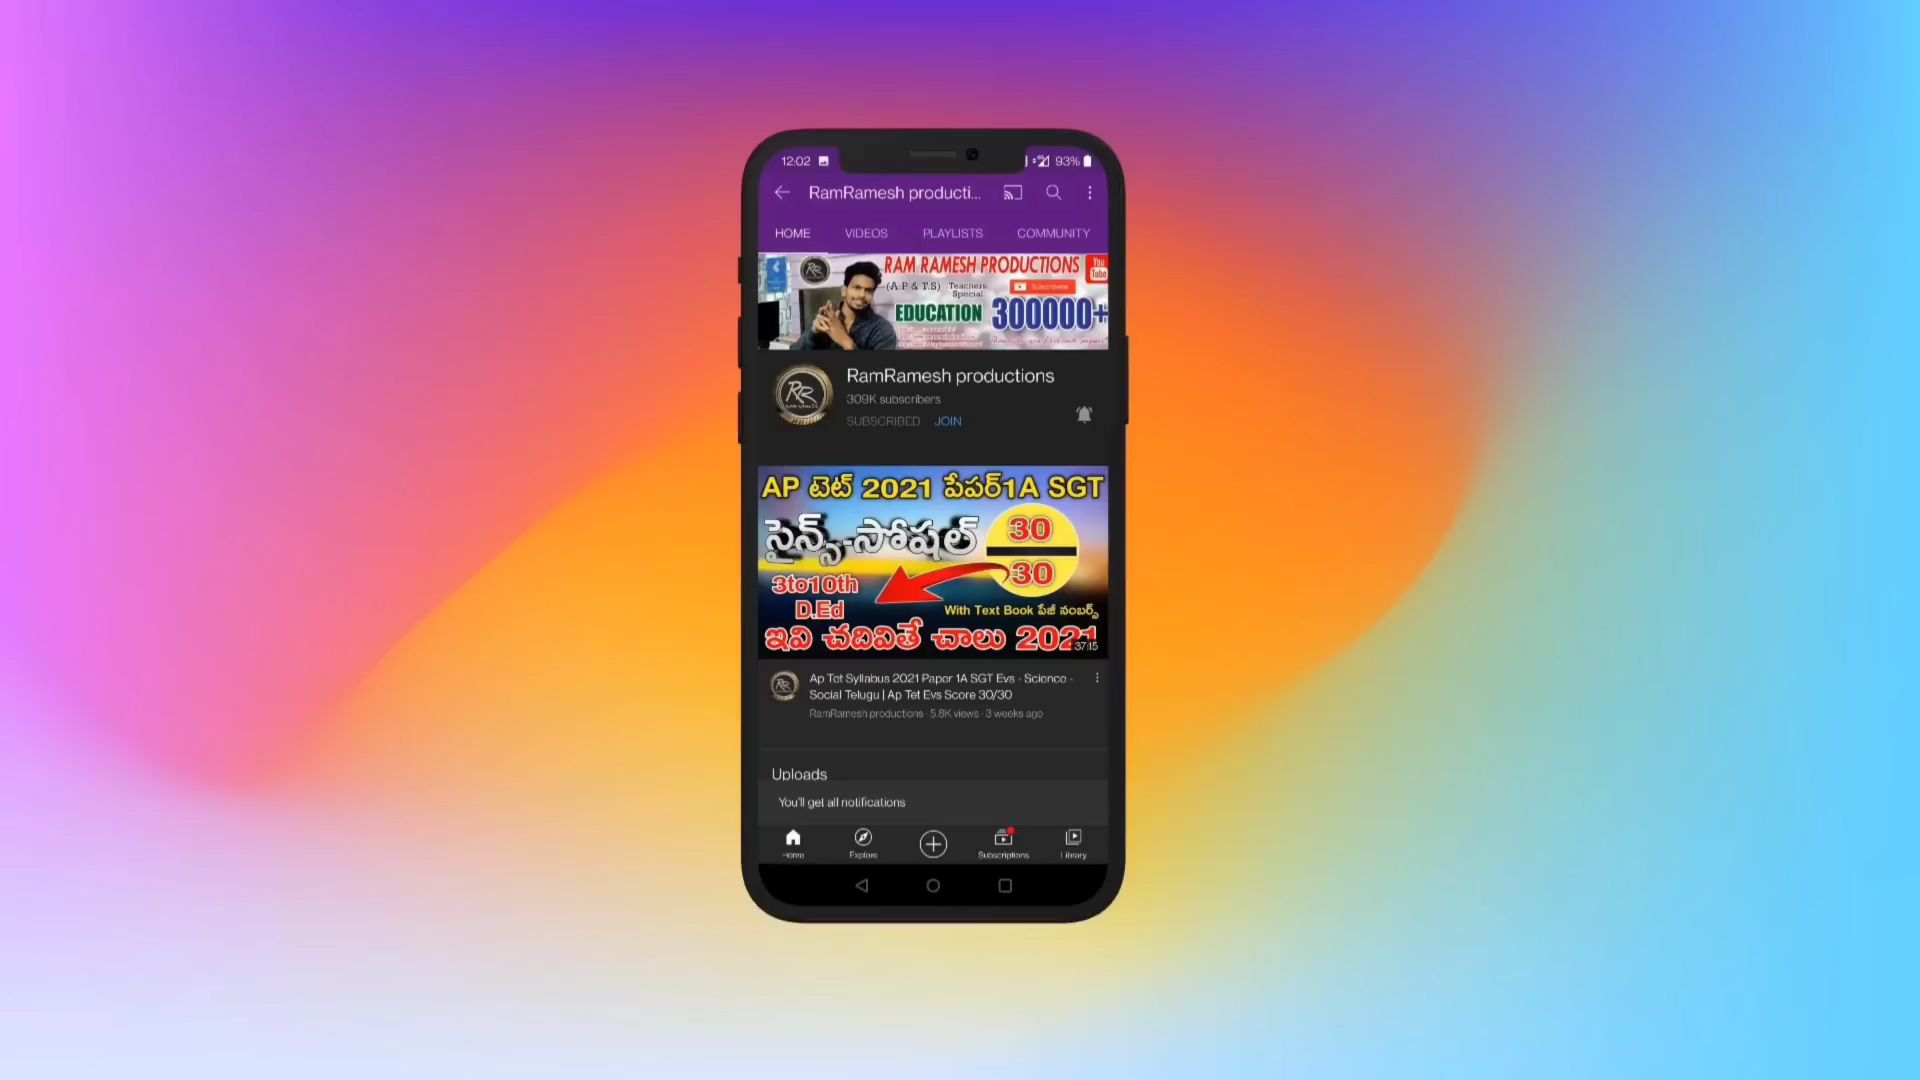 12:02
93%
RamRamesh producti...
HOME VIDEOS PLAYLISTS COMMUNITY
RAM RAMESH PRODUCTIONS
You
Tube
(A.P & T.S) Teachers
Special
Subscribers
EDUCATION 300000+
RamRamesh productions
309K subscribers
SUBSCRIBED JOIN
AP టెట్ 2021 పేపర్1A SGT
సైన్స్-సోషల్ 30
30
3to10th
D.Ed
With Text Book పేజీ నంబర్స్
ఇవి చదివితే చాలు 2021
37:15
Ap Tet Syllabus 2021 Paper 1A SGT Evs - Science -
Social Telugu | Ap Tet Evs Score 30/30
RamRamesh productions · 5.8K views · 3 weeks ago
Uploads
You'll get all notifications
Home Explore Subscriptions Library